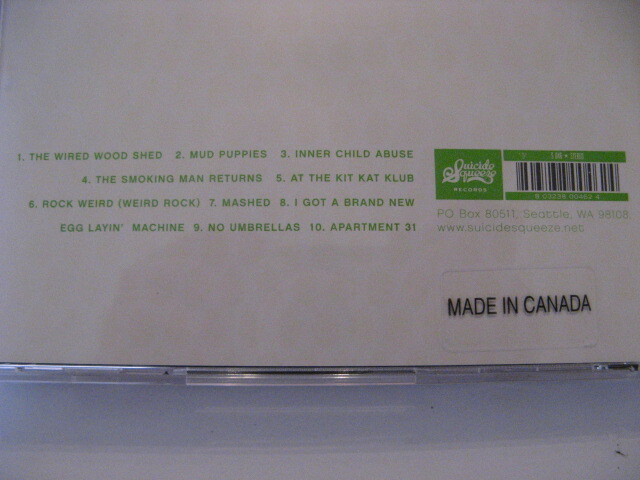 1. THE WIRED WOOD SHED 2. MUD PUPPIES 3. INNER CHILD ABUSE
4. THE SMOKING MAN RETURNS 5. AT THE KIT KAT KLUB
6. ROCK WEIRD (WEIRD ROCK) 7. MASHED 8. I GOT A BRAND NEW
EGG LAYIN' MACHINE 9. NO UMBRELLAS 10. APARTMENT 31
Suicide
Squeeze
RECORDS
PO Box 80511, Seattle, WA 98108
www.suicidesqueeze.net
MADE IN CANADA